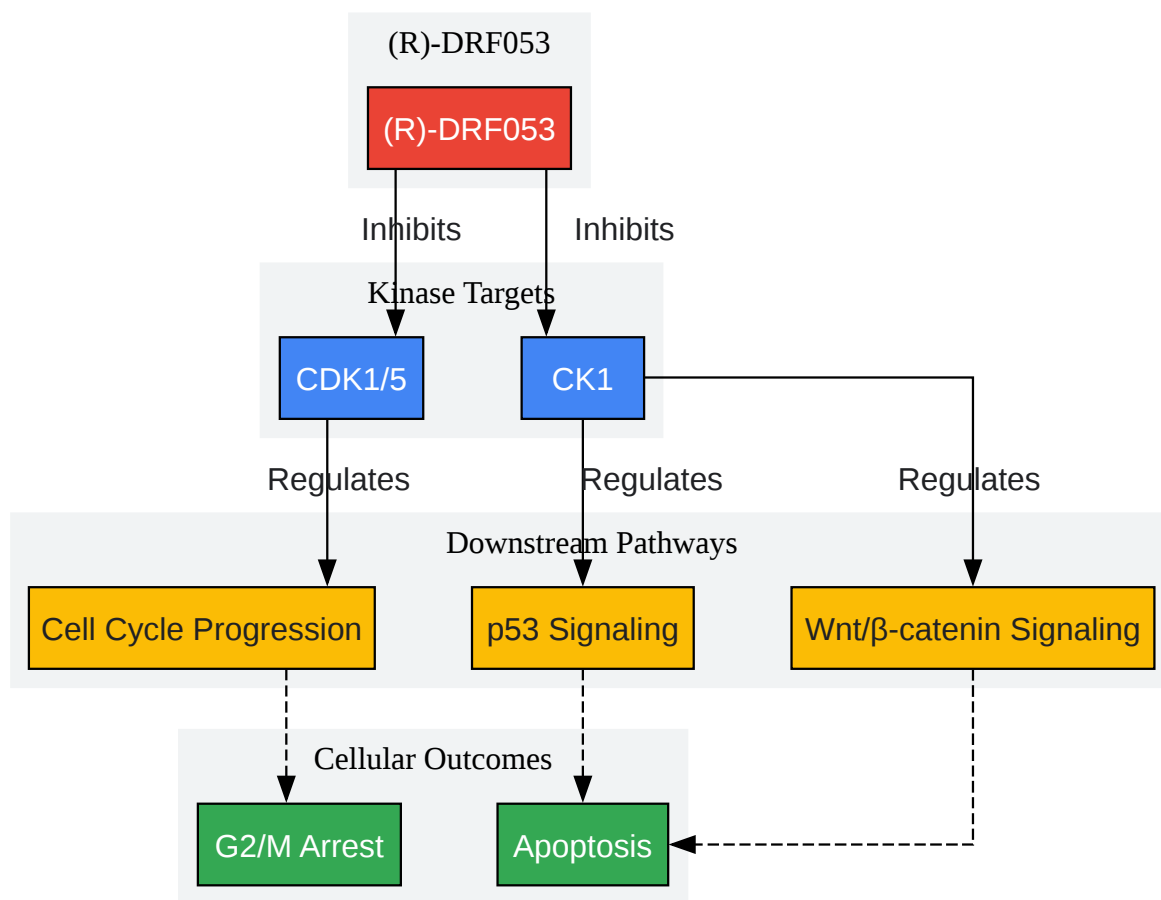 (R)-DRF053
(R)-DRF053
Inhibits
Inhibits
Kinase Targets
CDK1/5
CK1
Regulates
Regulates
Regulates
Downstream Pathways
Cell Cycle Progression
p53 Signaling
Wnt/β-catenin Signaling
Cellular Outcomes
G2/M Arrest
Apoptosis